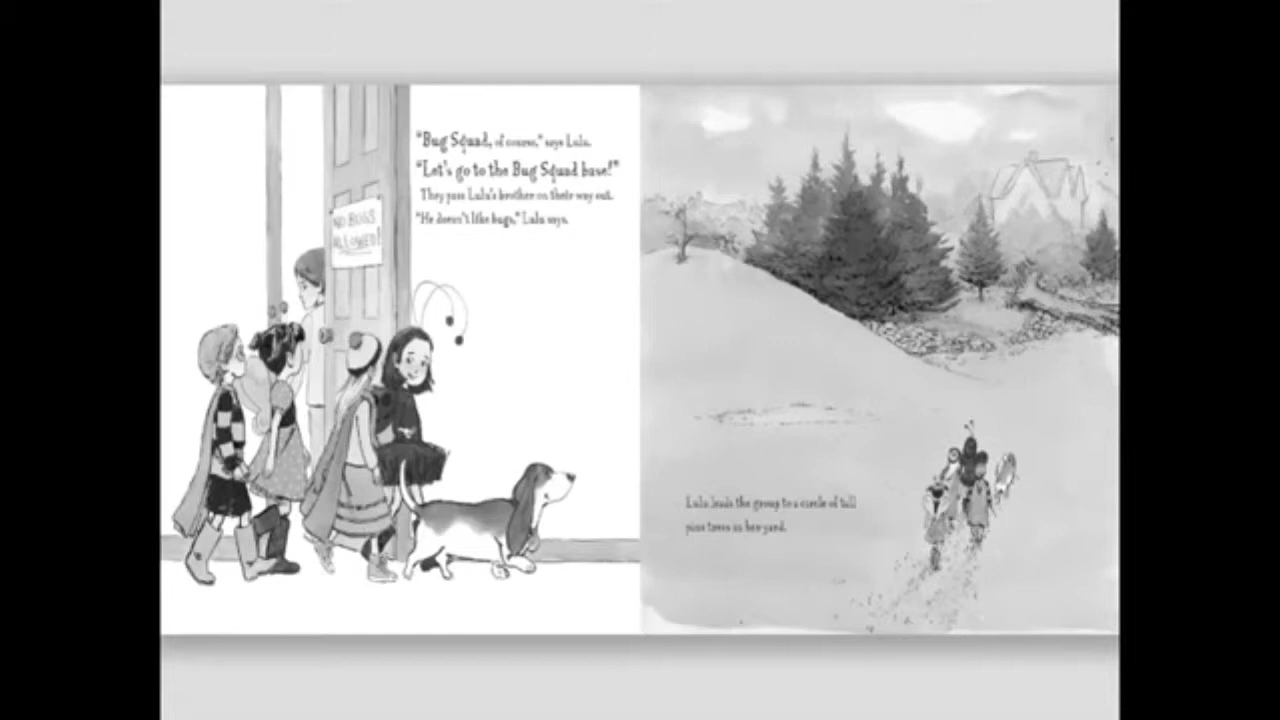 "Bug Squad, of course," says Lulu.
"Let's go to the Bug Squad base!"
They pass Lulu's brother on their way out.
"He doesn't like bugs," Lulu says.
NO BUGS
ALLOWED!
Lulu leads the group to a circle of tall
pine trees in her yard.